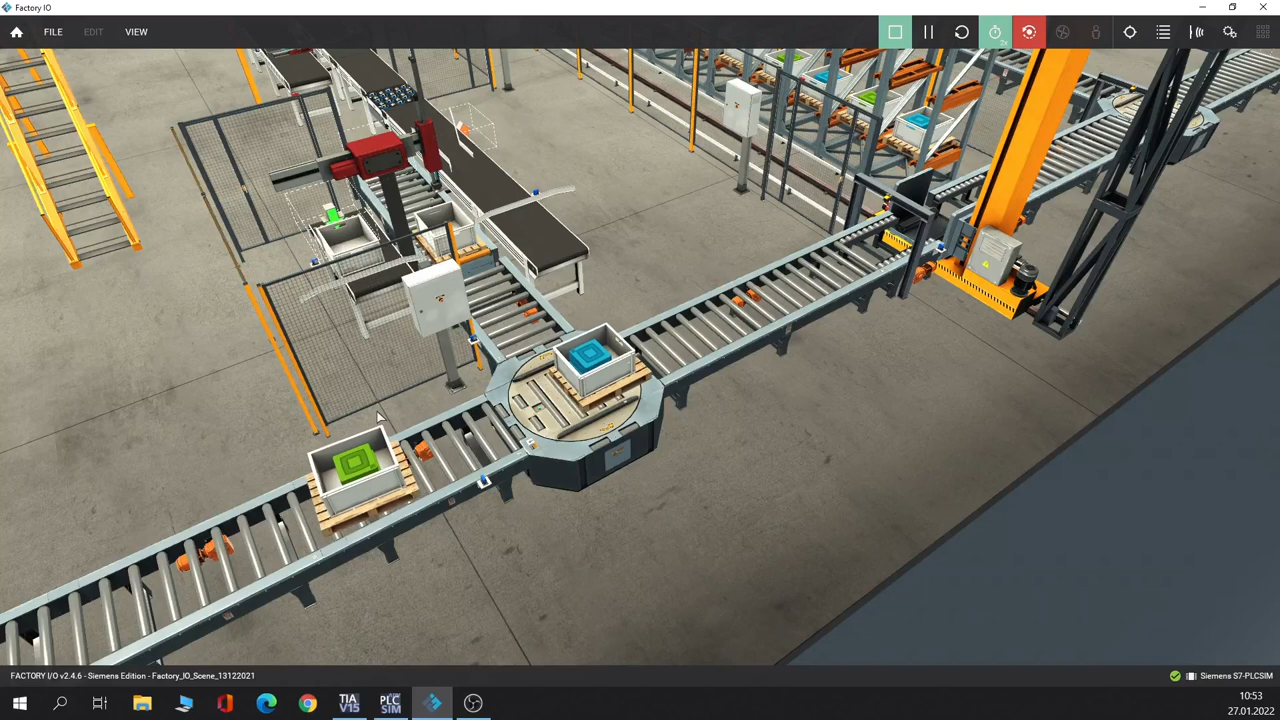 Factory IO
FILE EDIT VIEW
2x
FACTORY I/O v2.4.6 - Siemens Edition - Factory_IO_Scene_13122021
Siemens S7-PLCSIM
TIA
V15
PLC
SIM
10:53
27.01.2022